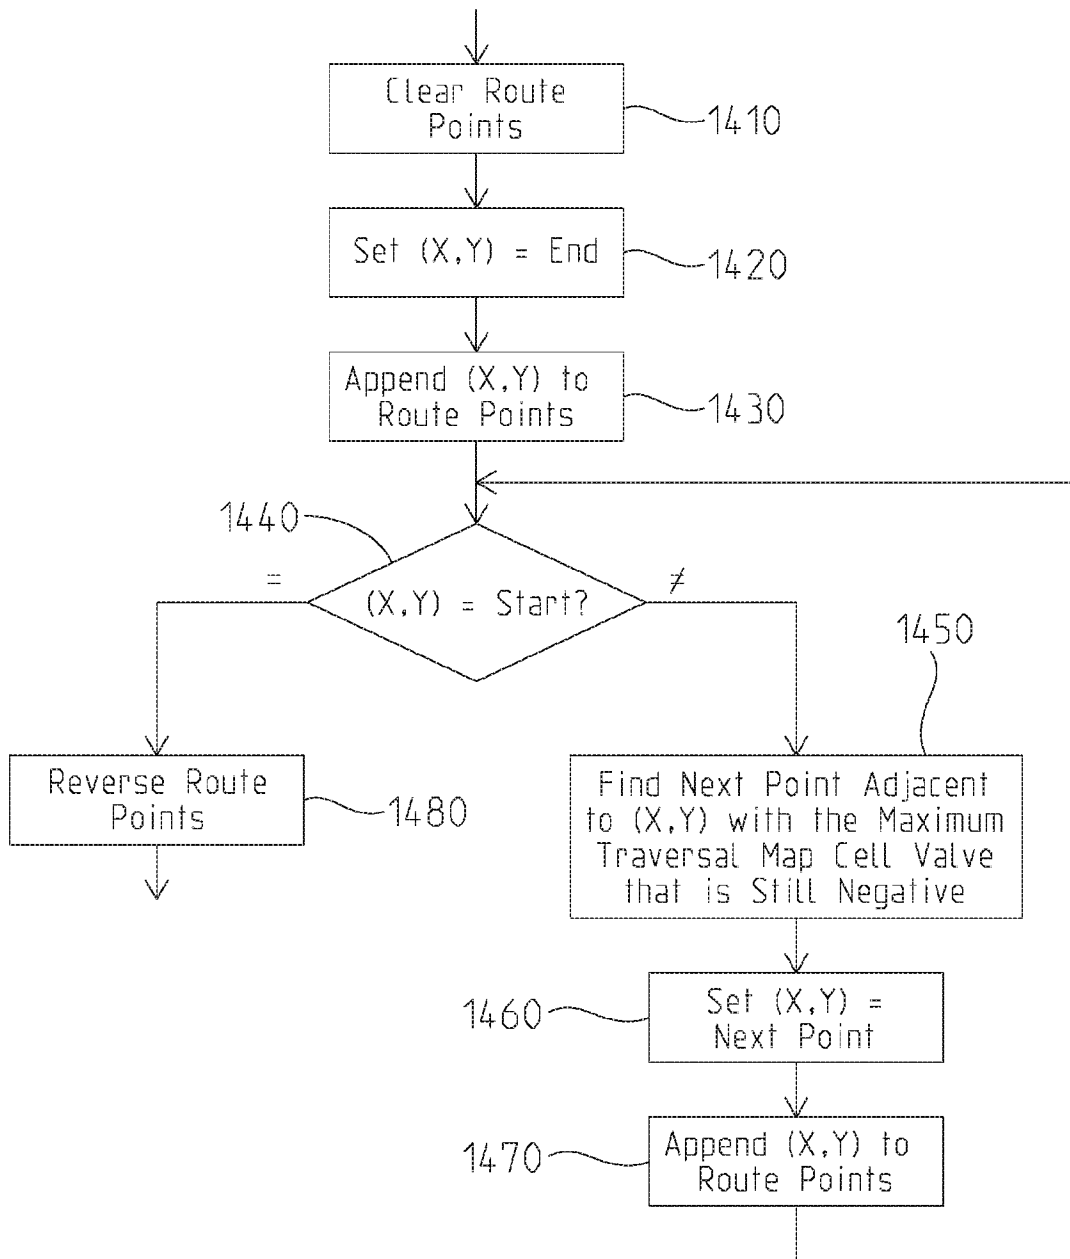 Clear Route
Points
1410
Set (X,Y) = End
1420
Append (X,Y) to
Route Points
1430
1440
=
(X,Y) = Start?
≠
1450
Reverse Route
Points
1480
Find Next Point Adjacent
to (X,Y) with the Maximum
Traversal Map Cell Valve
that is Still Negative
1460
Set (X,Y) =
Next Point
1470
Append (X,Y) to
Route Points